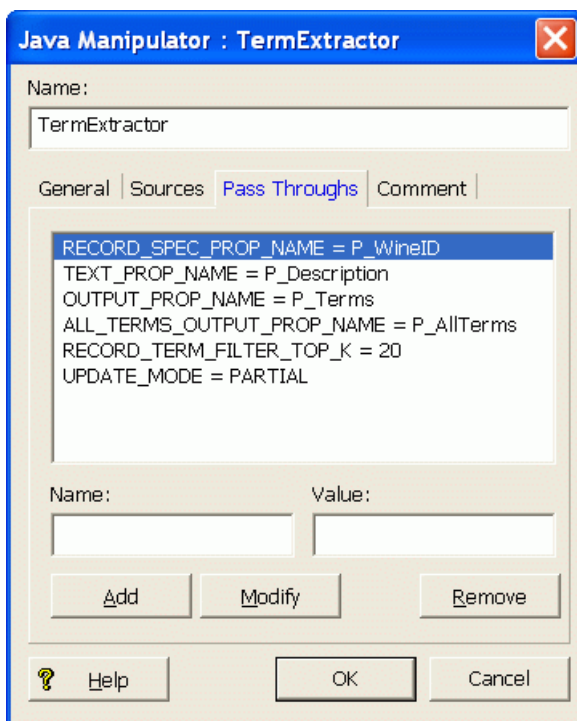 Java Manipulator : TermExtractor
Name:
TermExtractor
General Sources Pass Throughs Comment
RECORD_SPEC_PROP_NAME = P_WineID
TEXT_PROP_NAME = P_Description
OUTPUT_PROP_NAME = P_Terms
ALL_TERMS_OUTPUT_PROP_NAME = P_AllTerms
RECORD_TERM_FILTER_TOP_K = 20
UPDATE_MODE = PARTIAL
Name: Value:
Add Modify Remove
? Help OK Cancel